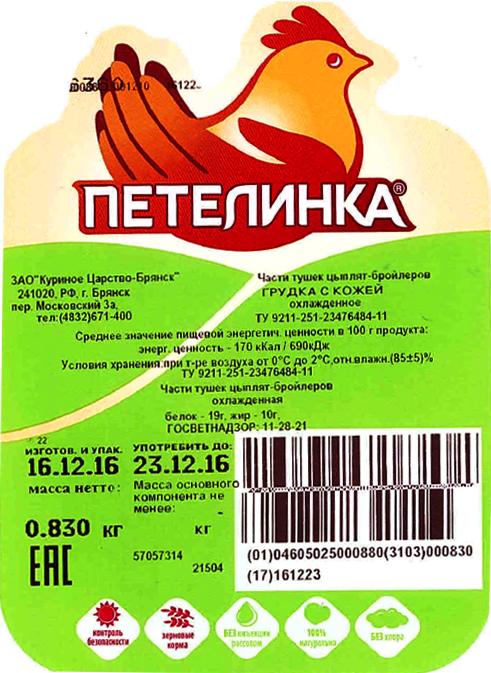 161223
ПЕТЕЛИНКА®
ЗАО"Куриное Царство-Брянск"
241020, РФ, г. Брянск
пер. Московский 3а,
тел:(4832)671-400
Части тушек цыплят-бройлеров
ГРУДКА С КОЖЕЙ
охлажденное
ТУ 9211-251-23476484-11
Среднее значение пищевой энергетич. ценности в 100 г продукта:
энерг. ценность - 170 кКал / 690кДж
Условия хранения.при т-ре воздуха от 0°С до 2°С,отн.влажн.(85±5)%
ТУ 9211-251-23476484-11
Части тушек цыплят-бройлеров
охлажденная
белок - 19г, жир - 10г,
ГОСВЕТНАДЗОР: 11-28-21
22
ИЗГОТОВ. И УПАК. УПОТРЕБИТЬ ДО:
16.12.16 23.12.16
масса нетто: Масса основного
компонента не
менее:
0.830 кг кг
ЕАС
57057314
21504
(01)04605025000880(3103)000830
(17)161223
контроль безопасности
зерновые корма
БЕЗ инъекции рассолом
100% натурально
БЕЗ хлора